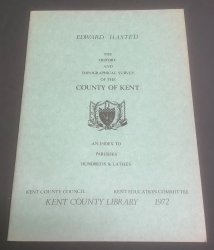 EDWARD HASTED
THE
HISTORY
AND
TOPOGRAPHICAL SURVEY
OF THE
COUNTY OF KENT
AN INDEX TO
PARISHES
HUNDREDS & LATHES
KENT COUNTY COUNCIL KENT EDUCATION COMMITTEE
KENT COUNTY LIBRARY 1972